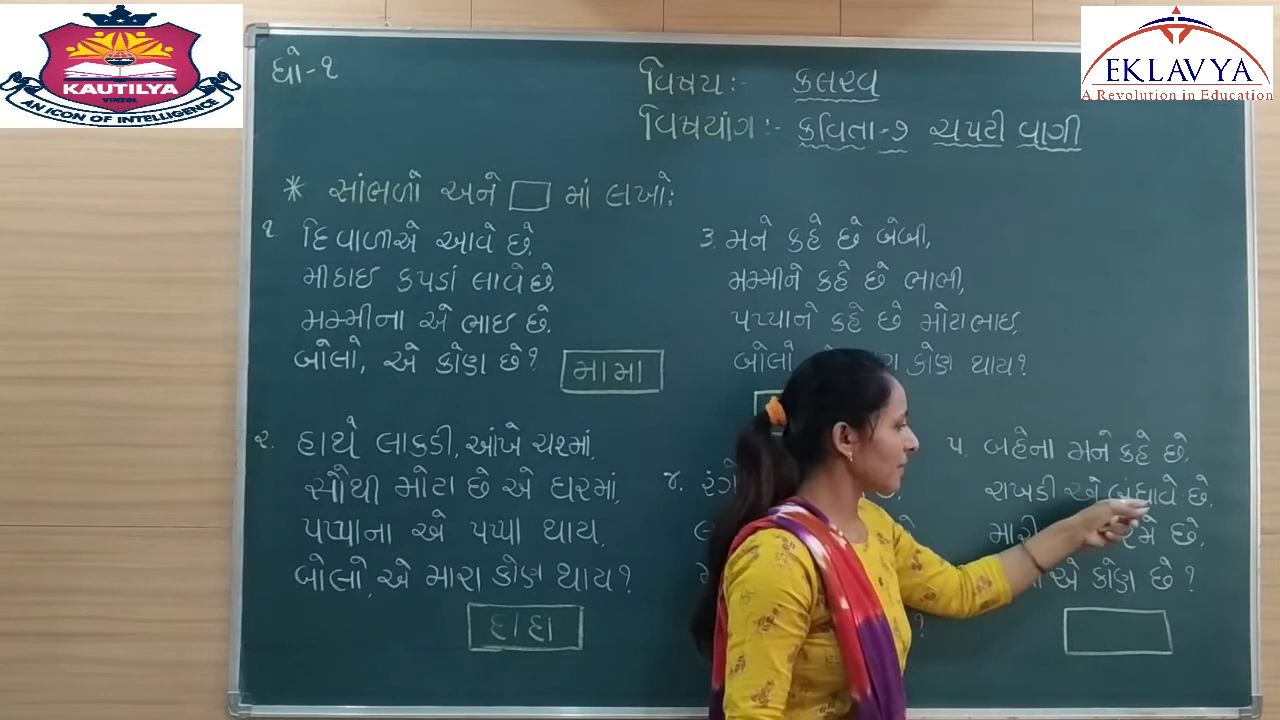 KAUTILYA
AN ICON OF INTELLIGENCE
EKLAVYA
A Revolution in Education
ધો-૧
વિષય :- કલરવ
વિષયાંગ :- કવિતા-૭ ચપટી વાગી
* સાંભળો અને માં લખો:
૧. દિવાળીએ આવે છે.
મીઠાઈ કપડાં લાવે છે.
મમ્મીના એ ભાઈ છે.
બોલો, એ કોણ છે?
મામા
૨. હાથે લાકડી, આંખે ચશ્માં,
સૌથી મોટા છે એ ઘરમાં,
પપ્પાના એ પપ્પા થાય,
બોલો, એ મારા કોણ થાય?
દાદા
૩. મને કહે છે બેબી,
મમ્મીને કહે છે ભાભી,
પપ્પાને કહે છે મોટાભાઈ,
બોલો કોણ થાય?
૪. રંગે
૫. બહેના મને કહે છે.
રાખડી બંધાવે છે.
મારી રમે છે.
એ કોણ છે?